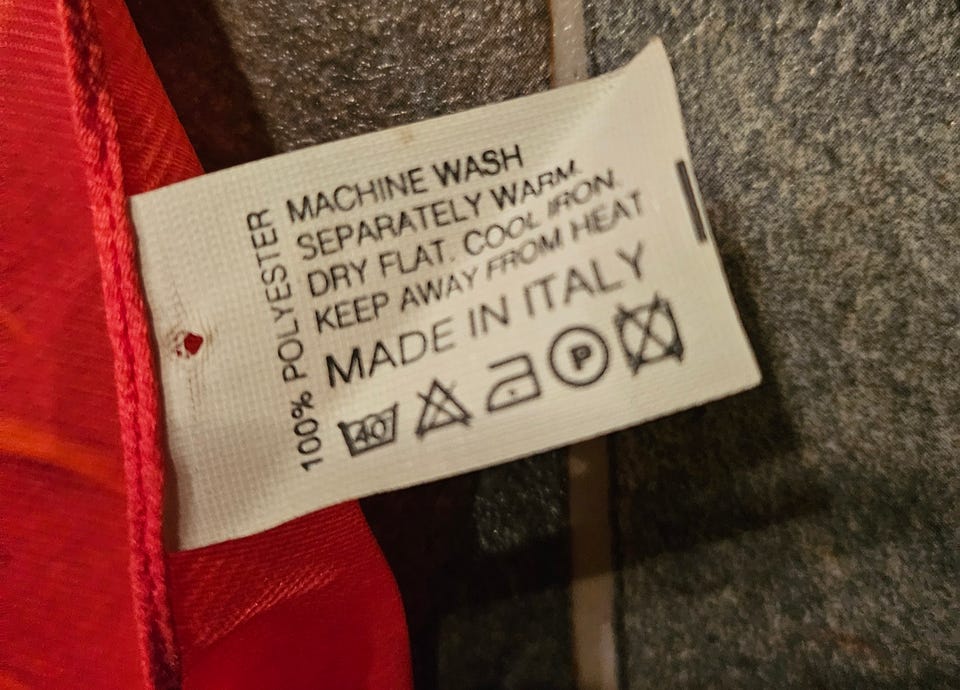 100% POLYESTER
MACHINE WASH
SEPARATELY WARM.
DRY FLAT. COOL IRON.
KEEP AWAY FROM HEAT
MADE IN ITALY
40 P